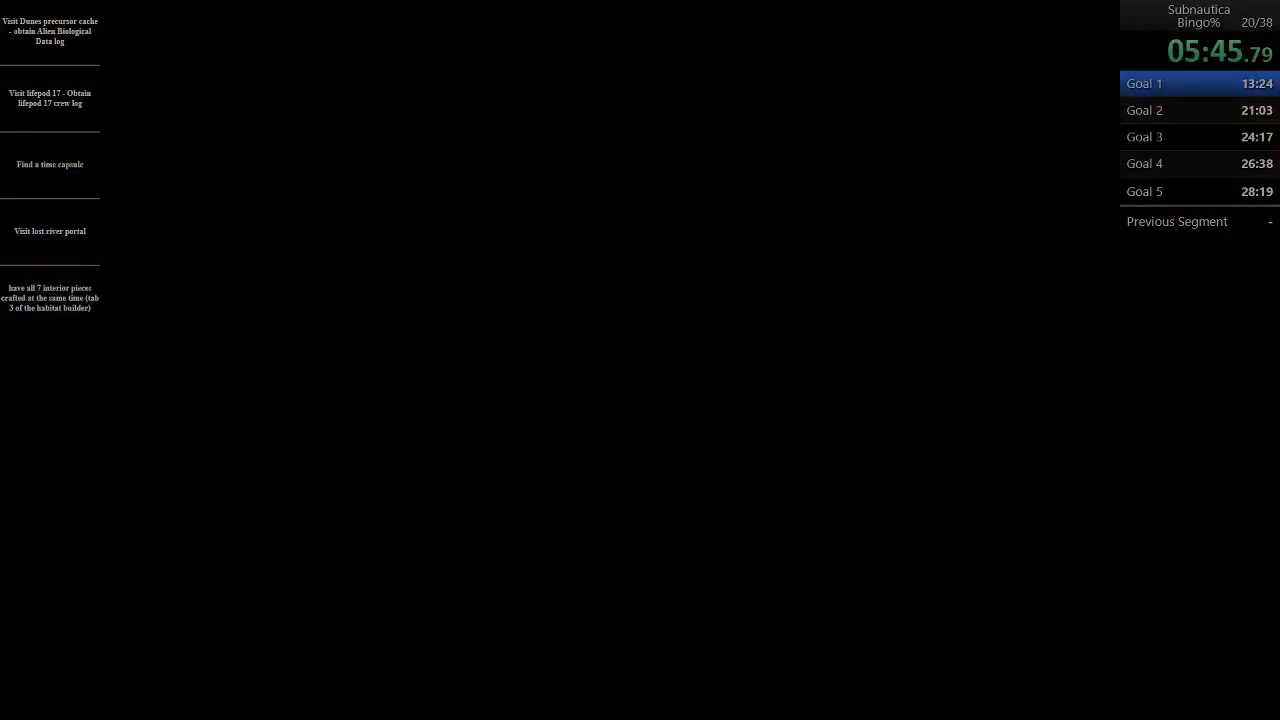 Visit Dunes precursor cache
- obtain Alien Biological
Data log
Visit lifepod 17 - Obtain
lifepod 17 crew log
Find a time capsule
Visit lost river portal
have all 7 interior pieces
crafted at the same time (tab
3 of the habitat builder)
Subnautica
Bingo% 20/38
05:45.79
Goal 1 13:24
Goal 2 21:03
Goal 3 24:17
Goal 4 26:38
Goal 5 28:19
Previous Segment -